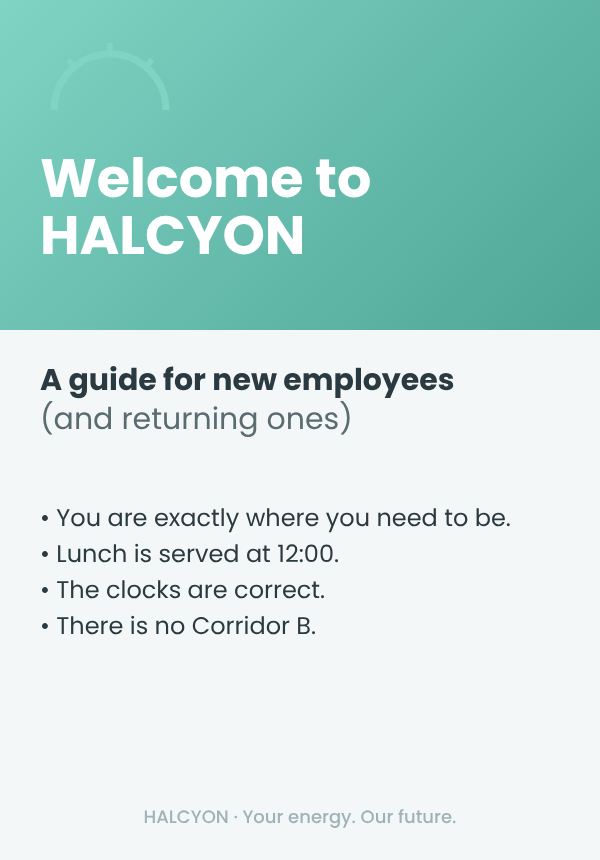 Welcome to
HALCYON
A guide for new employees
(and returning ones)
• You are exactly where you need to be.
• Lunch is served at 12:00.
• The clocks are correct.
• There is no Corridor B.
HALCYON · Your energy. Our future.